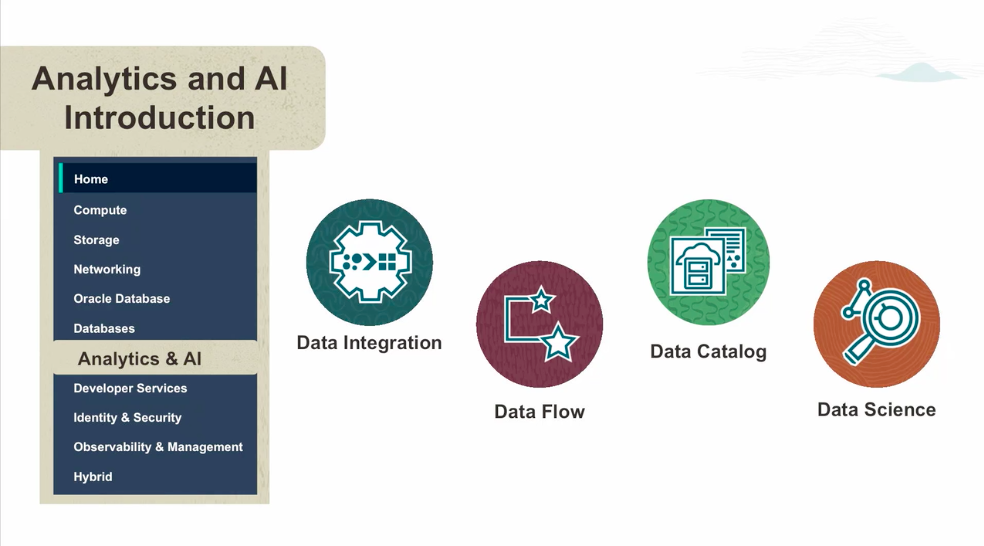 Analytics and AI
Introduction
Home
Compute
Storage
Networking
Oracle Database
Databases
Analytics & AI
Developer Services
Identity & Security
Observability & Management
Hybrid
Data Integration
Data Flow
Data Catalog
Data Science